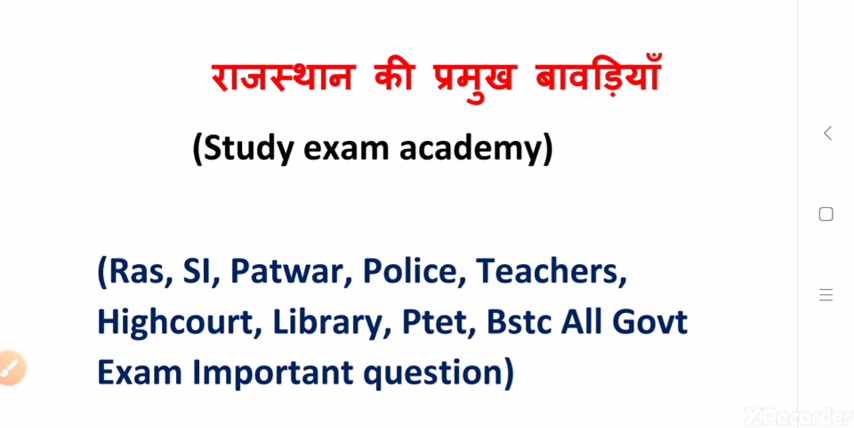 राजस्थान की प्रमुख बावड़ियाँ
(Study exam academy)
(Ras, SI, Patwar, Police, Teachers,
Highcourt, Library, Ptet, Bstc All Govt
Exam Important question)
XRecorder